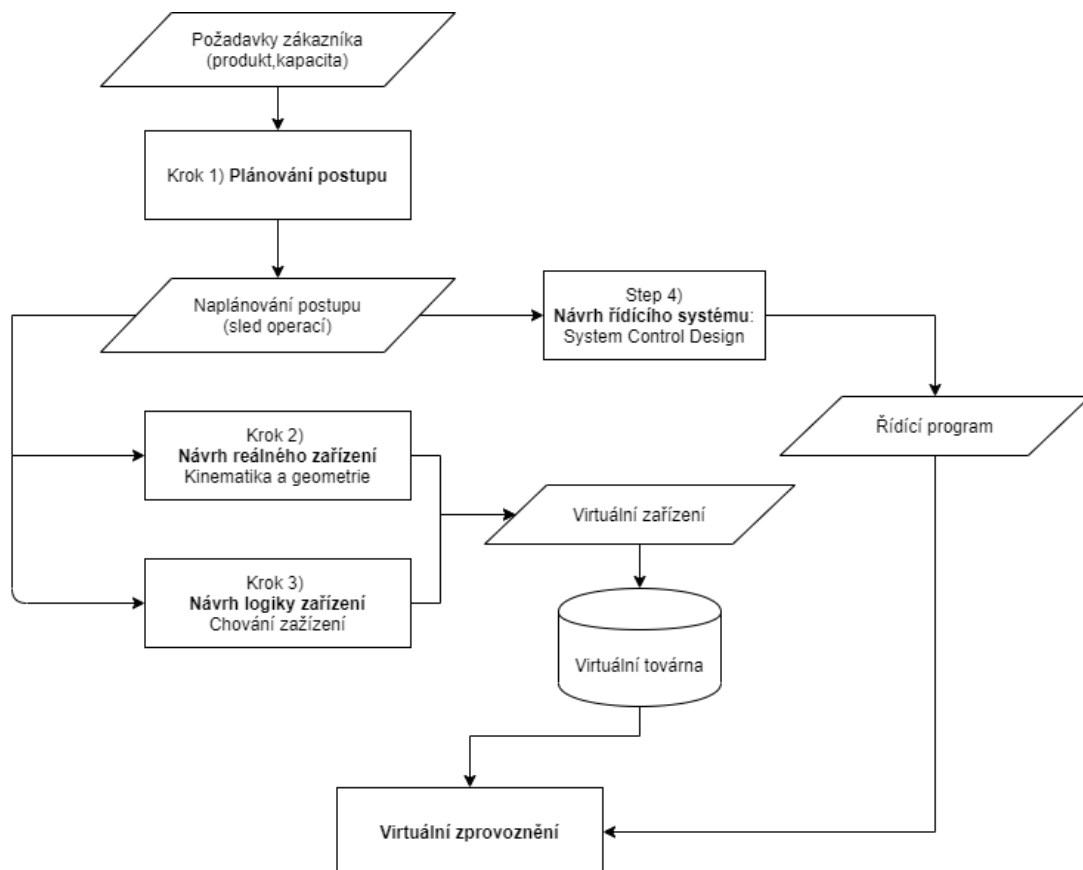 Požadavky zákazníka
(produkt,kapacita)
Krok 1) Plánování postupu
Naplánování postupu
(sled operací)
Step 4)
Návrh řídícího systému:
System Control Design
Řídící program
Krok 2)
Návrh reálného zařízení
Kinematika a geometrie
Virtuální zařízení
Krok 3)
Návrh logiky zařízení
Chování zažízení
Virtuální továrna
Virtuální zprovoznění